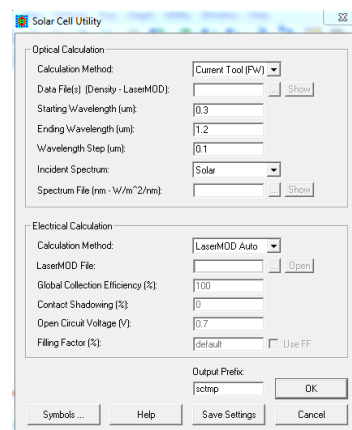 Solar Cell Utility
Optical Calculation
Calculation Method: Current Tool (FW)
Data File(s) (Density - LaserMOD): ... Show
Starting Wavelength (um): 0.3
Ending Wavelength (um): 1.2
Wavelength Step (um): 0.1
Incident Spectrum: Solar
Spectrum File (nm - W/m^2/nm): ... Show
Electrical Calculation
Calculation Method: LaserMOD Auto
LaserMOD File: ... Open
Global Collection Efficiency (%): 100
Contact Shadowing (%): 0
Open Circuit Voltage (V): 0.7
Filling Factor (%): default Use FF
Output Prefix:
sctmp OK
Symbols ... Help Save Settings Cancel